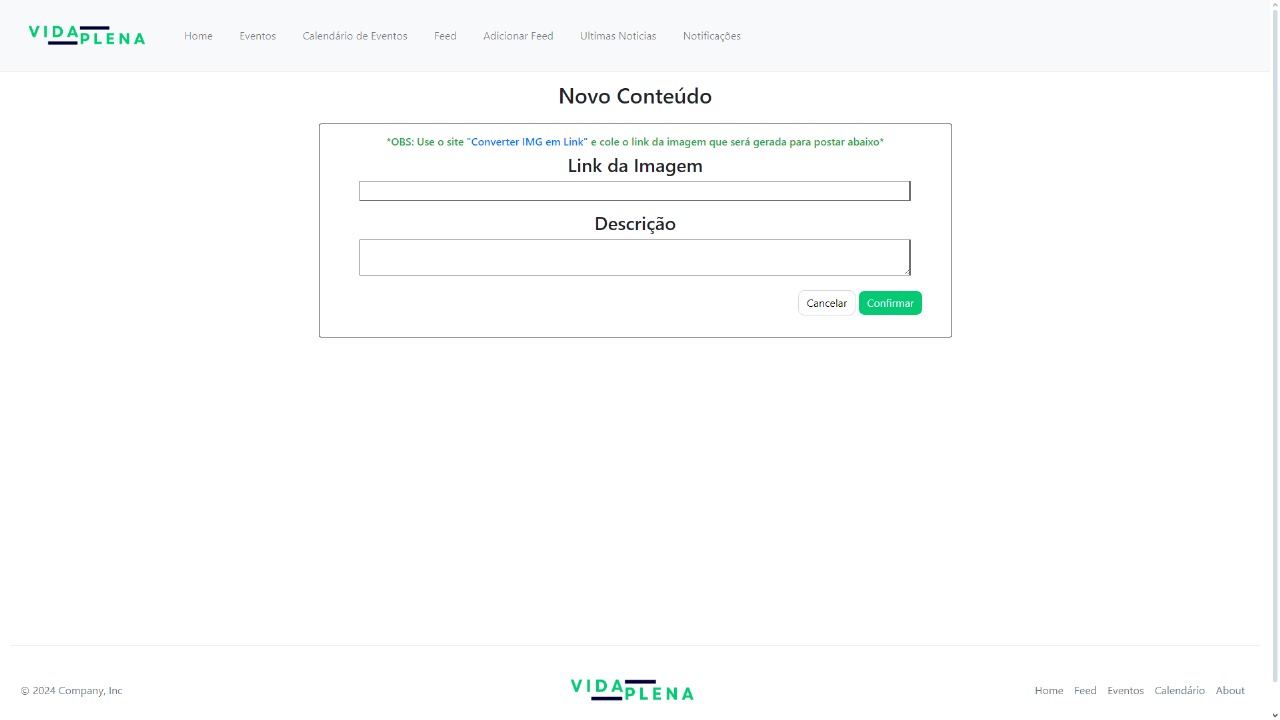 VIDA PLENA
Home Eventos Calendário de Eventos Feed Adicionar Feed Ultimas Noticias Notificações
Novo Conteúdo
*OBS: Use o site "Converter IMG em Link" e cole o link da imagem que será gerada para postar abaixo*
Link da Imagem
Descrição
Cancelar Confirmar
© 2024 Company, Inc
VIDA PLENA
Home Feed Eventos Calendário About